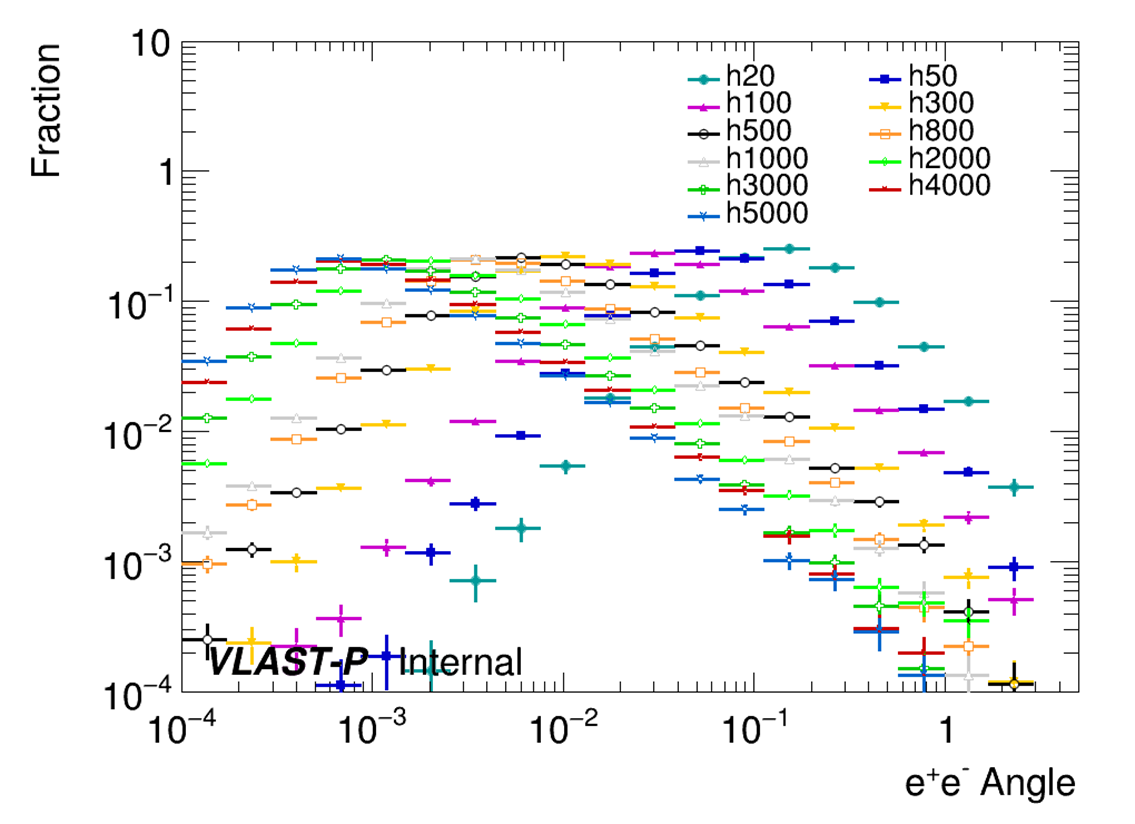 Fraction
10
1
10⁻¹
10⁻²
10⁻³
10⁻⁴
h20 h50
h100 h300
h500 h800
h1000 h2000
h3000 h4000
h5000
VLAST-P Internal
10⁻⁴ 10⁻³ 10⁻² 10⁻¹ 1
e⁺e⁻ Angle